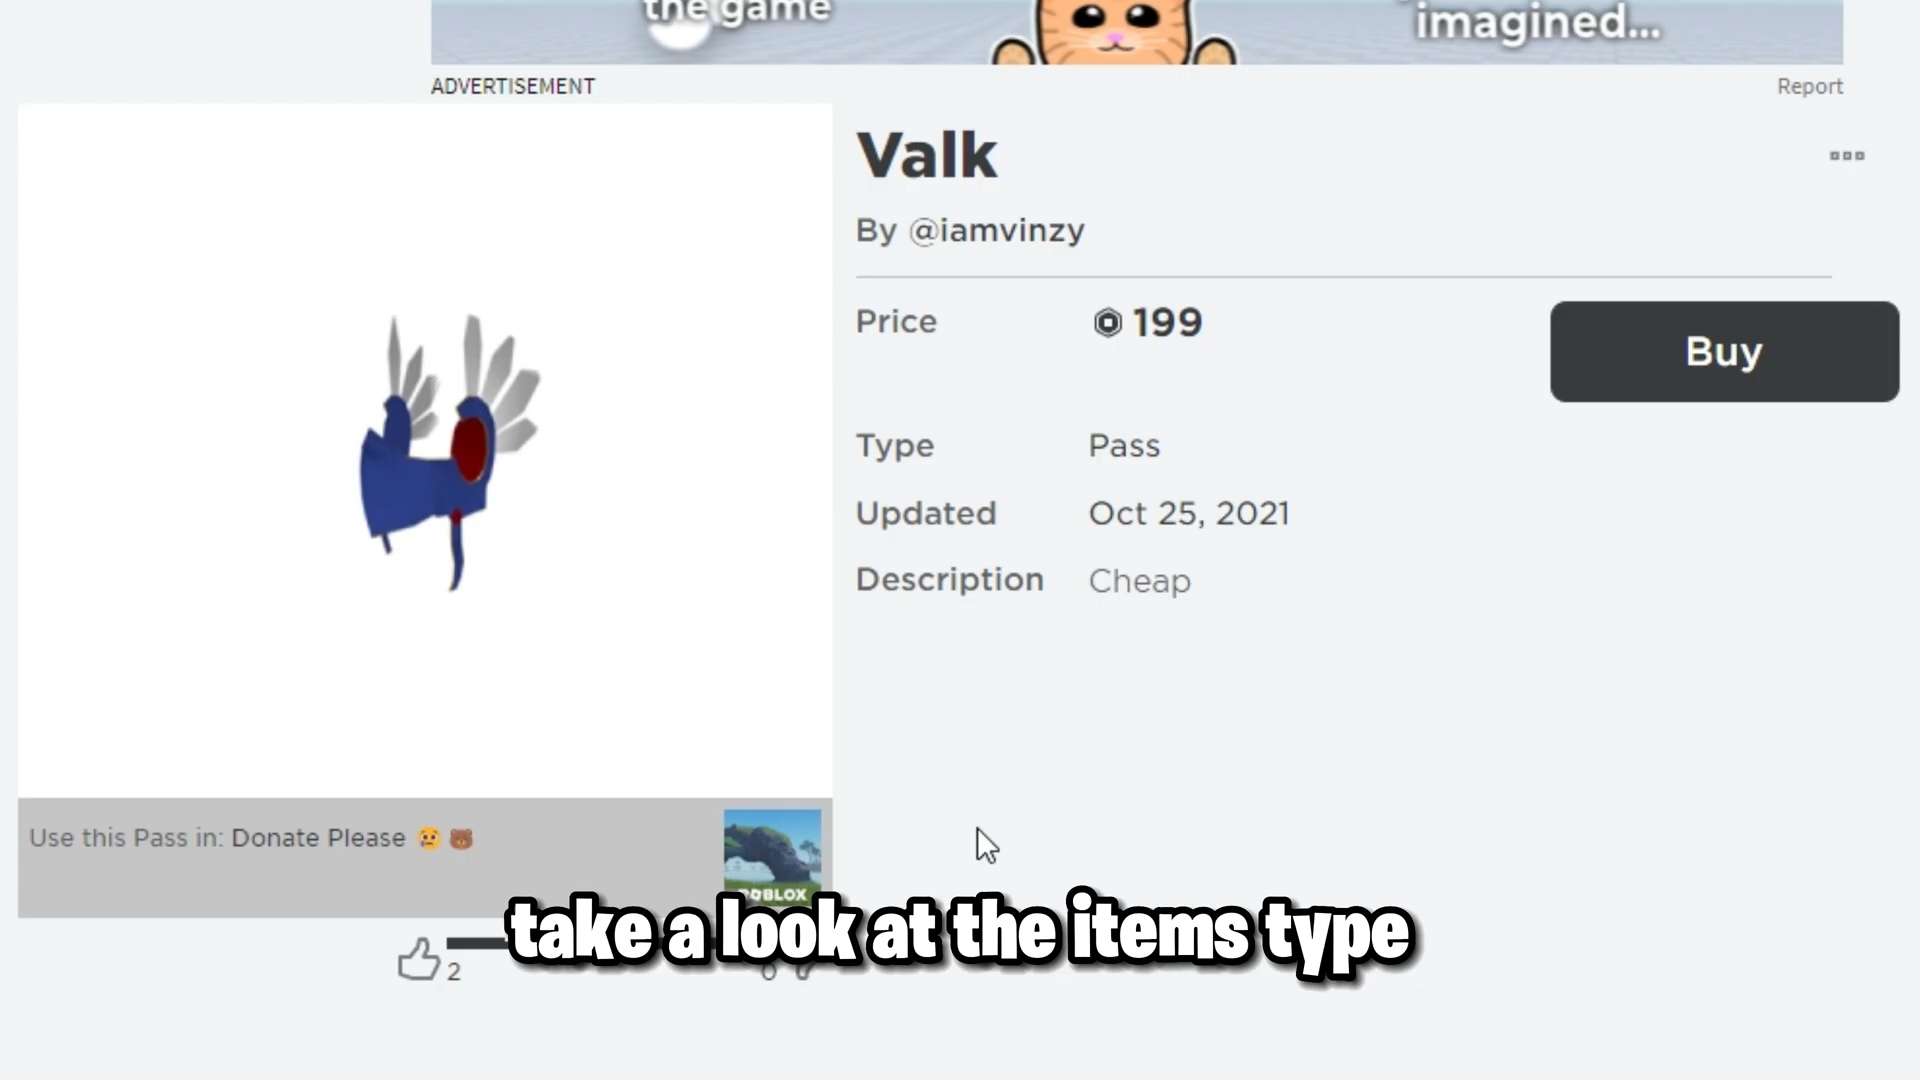 the game
imagined...
ADVERTISEMENT
Report
Valk
By @iamvinzy
Price
199
Buy
Type
Pass
Updated
Oct 25, 2021
Description
Cheap
Use this Pass in: Donate Please 😢 🐻
take a look at the items type
2
0